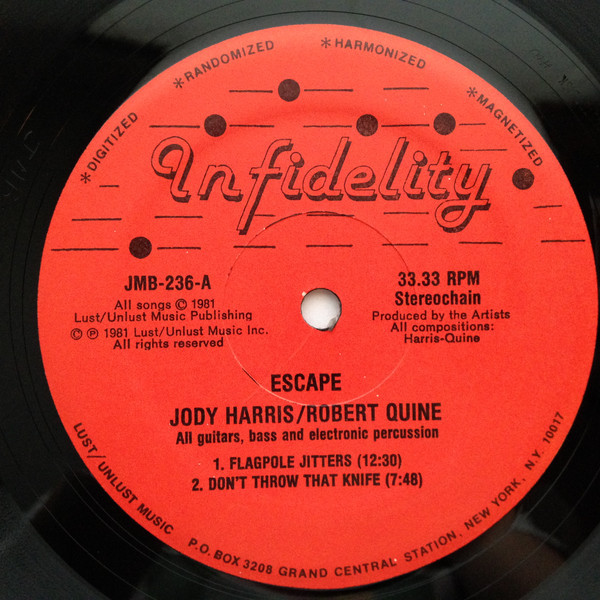 *DIGITIZED *RANDOMIZED *HARMONIZED *MAGNETIZED
Infidelity
JMB-236-A
All songs © 1981
Lust/Unlust Music Publishing
© ℗ 1981 Lust/Unlust Music Inc.
All rights reserved
33.33 RPM
Stereochain
Produced by the Artists
All compositions:
Harris-Quine
ESCAPE
JODY HARRIS/ROBERT QUINE
All guitars, bass and electronic percussion
1. FLAGPOLE JITTERS (12:30)
2. DON'T THROW THAT KNIFE (7:48)
LUST/UNLUST MUSIC P.O. BOX 3208 GRAND CENTRAL STATION, NEW YORK, N.Y. 10017